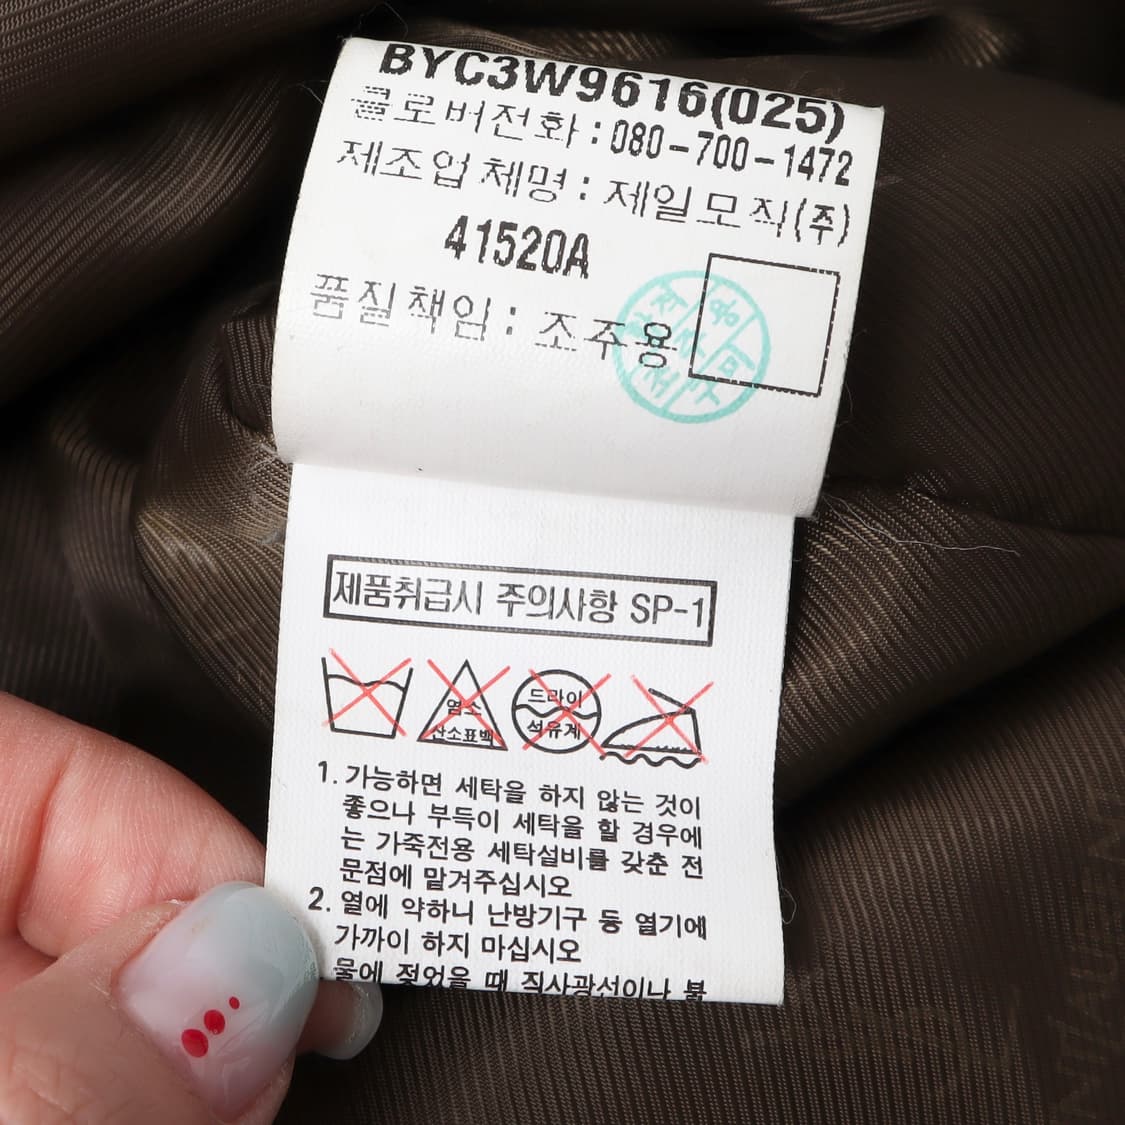 BYC3W9616(025)
클로버전화:080-700-1472
제조업체명:제일모직(주)
41520A
품질책임:조주용
제품취급시 주의사항 SP-1
염소
산소표백
드라이
석유계
1. 가능하면 세탁을 하지 않는 것이
좋으나 부득이 세탁을 할 경우에
는 가죽전용 세탁설비를 갖춘 전
문점에 맡겨주십시오
2. 열에 약하니 난방기구 등 열기에
가까이 하지 마십시오
물에 젖었을 때 직사광선이나 불